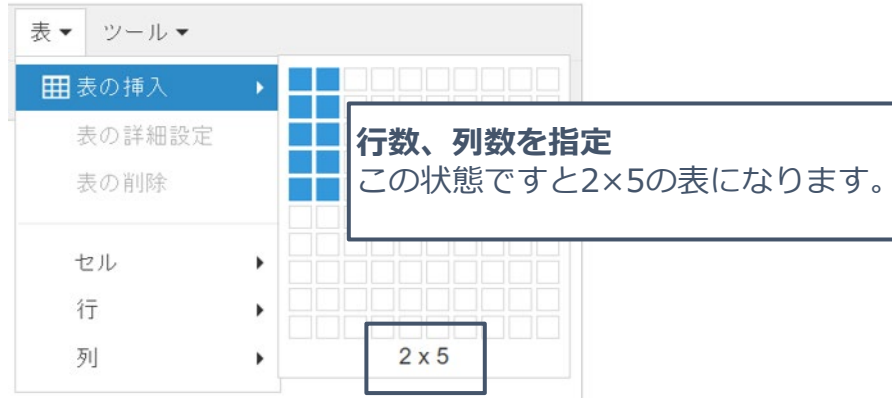 表 ツール
表の挿入
表の詳細設定
表の削除
セル
行
列
行数、列数を指定
この状態ですと2×5の表になります。
2 x 5